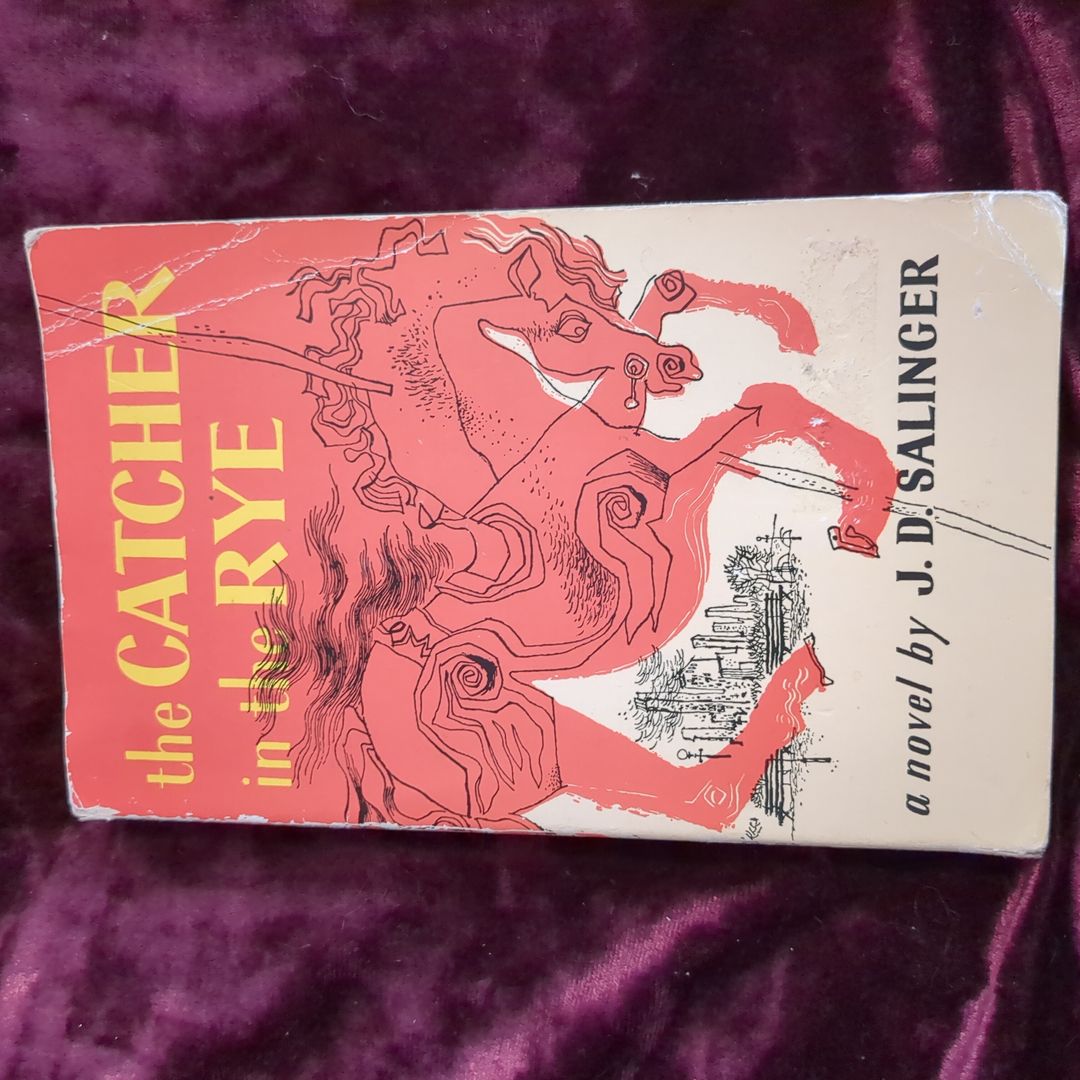 the CATCHER
in the RYE
a novel by J. D. SALINGER